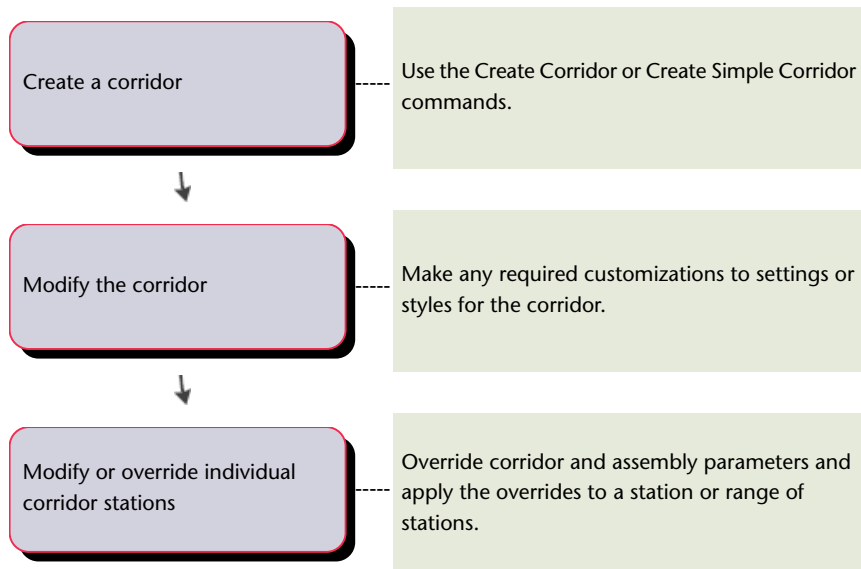 Create a corridor
Use the Create Corridor or Create Simple Corridor
commands.
Modify the corridor
Make any required customizations to settings or
styles for the corridor.
Modify or override individual
corridor stations
Override corridor and assembly parameters and
apply the overrides to a station or range of
stations.